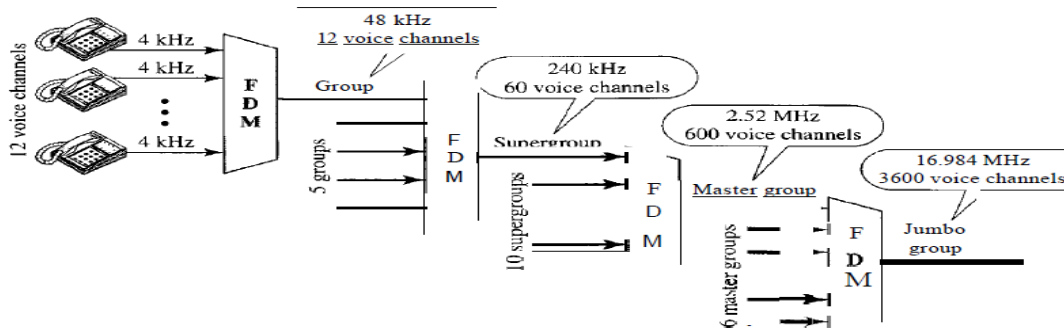 12 voice channels
4 kHz
4 kHz
4 kHz
F
D
M
48 kHz
12 voice channels
Group
5 groups
F
D
M
240 kHz
60 voice channels
Supergroup
10 supergroups
F
D
M
2.52 MHz
600 voice channels
Master group
6 master groups
F
D
M
16.984 MHz
3600 voice channels
Jumbo
group